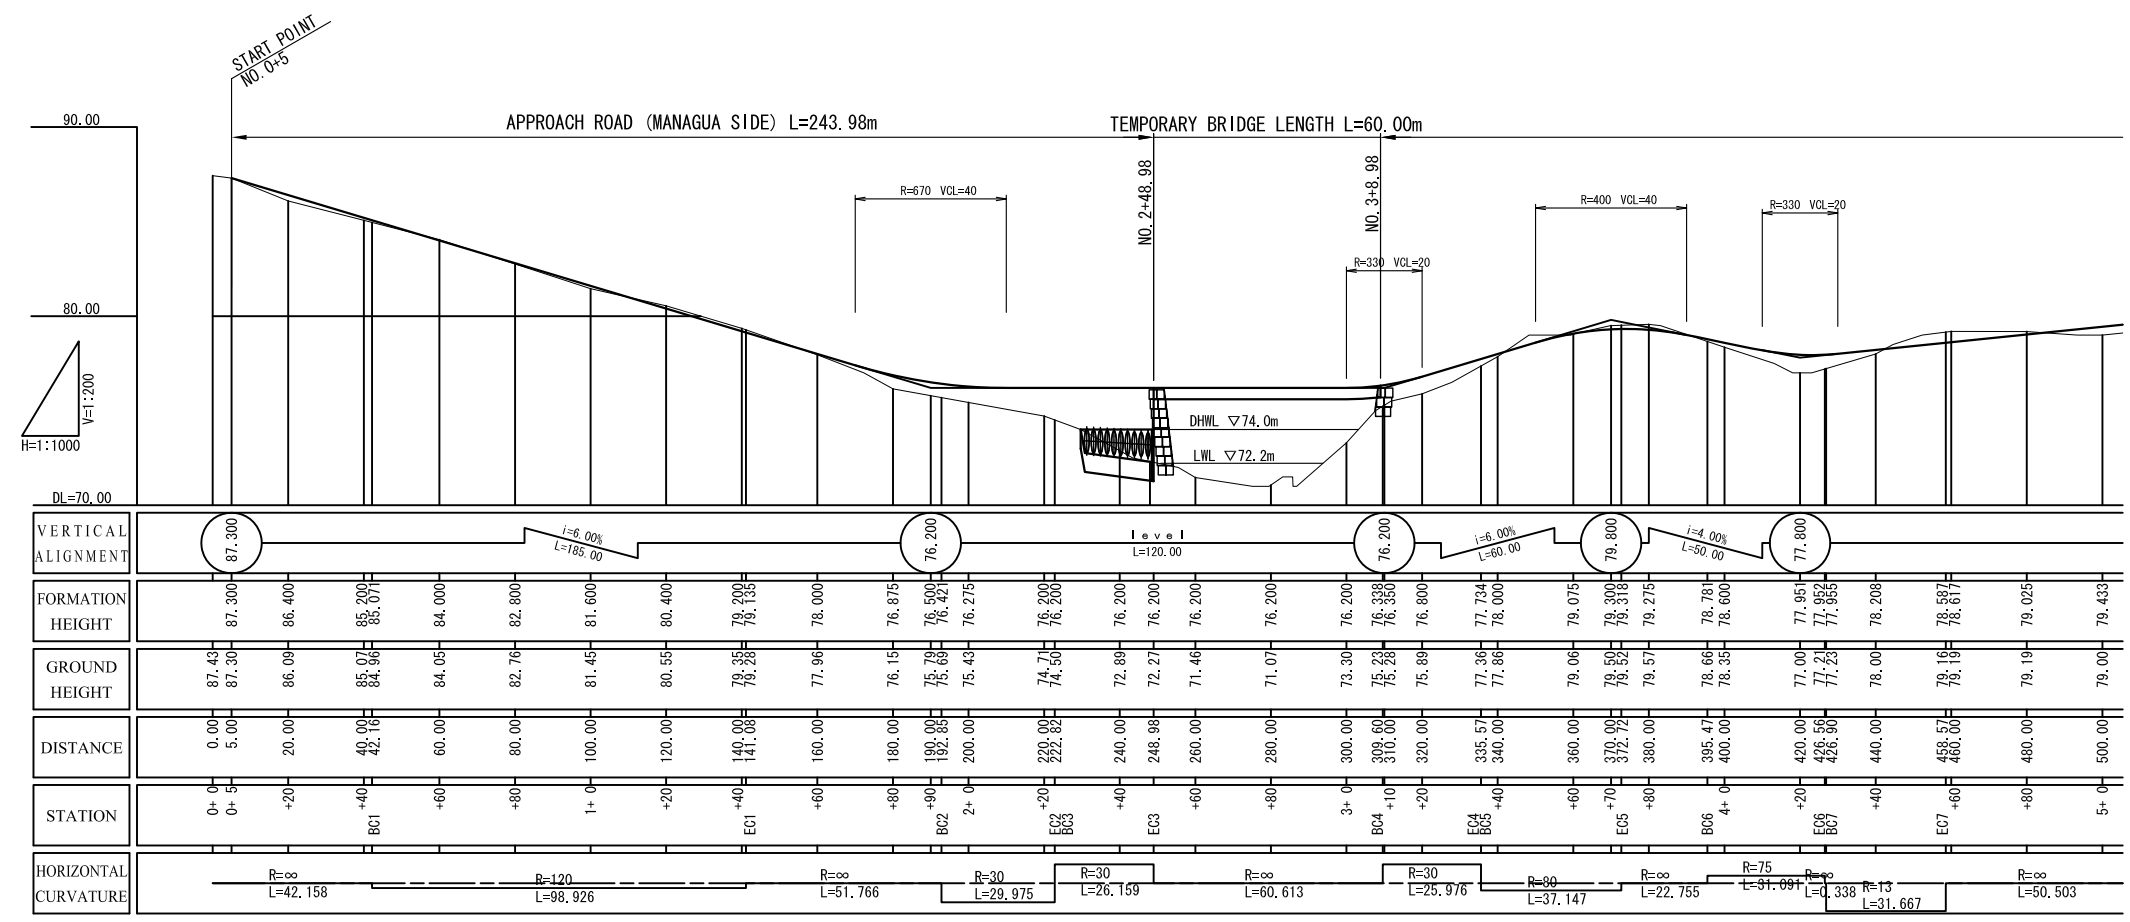 START POINT
NO. 0+5
90.00
APPROACH ROAD (MANAGUA SIDE) L=243.98m
TEMPORARY BRIDGE LENGTH L=60.00m
NO. 2+48.98
NO. 3+8.98
R=670 VCL=40
R=400 VCL=40
R=330 VCL=20
R=330 VCL=20
80.00
V=1:200
H=1:1000
DHWL ▽74.0m
LWL ▽72.2m
DL=70.00
VERTICAL
ALIGNMENT
87.300
i=6.00%
L=185.00
76.200
level
L=120.00
76.200
i=6.00%
L=60.00
79.800
i=4.00%
L=50.00
77.800
FORMATION
HEIGHT
87.300 86.400 85.200 85.071 84.000 82.800 81.600 80.400 79.200 79.135 78.000 76.875 76.500 76.421 76.275 76.200 76.200 76.200 76.200 76.200 76.200 76.200 76.338 76.350 76.800 77.734 78.000 79.075 79.300 79.318 79.275 78.781 78.600 77.951 77.952 77.955 78.208 78.587 78.617 79.025 79.433
GROUND
HEIGHT
87.43 87.30 86.09 85.07 84.96 84.05 82.76 81.45 80.55 79.35 79.28 77.96 76.15 75.79 75.69 75.43 74.71 74.50 72.89 72.27 71.46 71.07 73.30 75.23 75.28 75.89 77.36 77.86 79.06 79.50 79.52 79.57 78.66 78.35 77.00 77.21 77.23 78.00 79.16 79.19 79.19 79.00
DISTANCE
0.00 5.00 20.00 40.00 42.16 60.00 80.00 100.00 120.00 140.00 141.08 160.00 180.00 190.00 192.85 200.00 220.00 222.82 240.00 248.98 260.00 280.00 300.00 309.60 310.00 320.00 335.57 340.00 360.00 370.00 372.72 380.00 395.47 400.00 420.00 426.56 426.90 440.00 458.57 460.00 480.00 500.00
STATION
0+ 0 0+ 5 +20 +40 BC1 +60 +80 1+ 0 +20 +40 EC1 +60 +80 +90 BC2 2+ 0 +20 EC2 BC3 +40 EC3 +60 +80 3+ 0 BC4 +10 +20 EC4 BC5 +40 +60 +70 EC5 +80 BC6 4+ 0 +20 EC6 BC7 +40 EC7 +60 +80 5+ 0
HORIZONTAL
CURVATURE
R=∞
L=42.158
R=120
L=98.926
R=∞
L=51.766
R=30
L=29.975
R=30
L=26.159
R=∞
L=60.613
R=30
L=25.976
R=80
L=37.147
R=∞
L=22.755
R=75
L=31.091
R=∞
L=0.338
R=13
L=31.667
R=∞
L=50.503